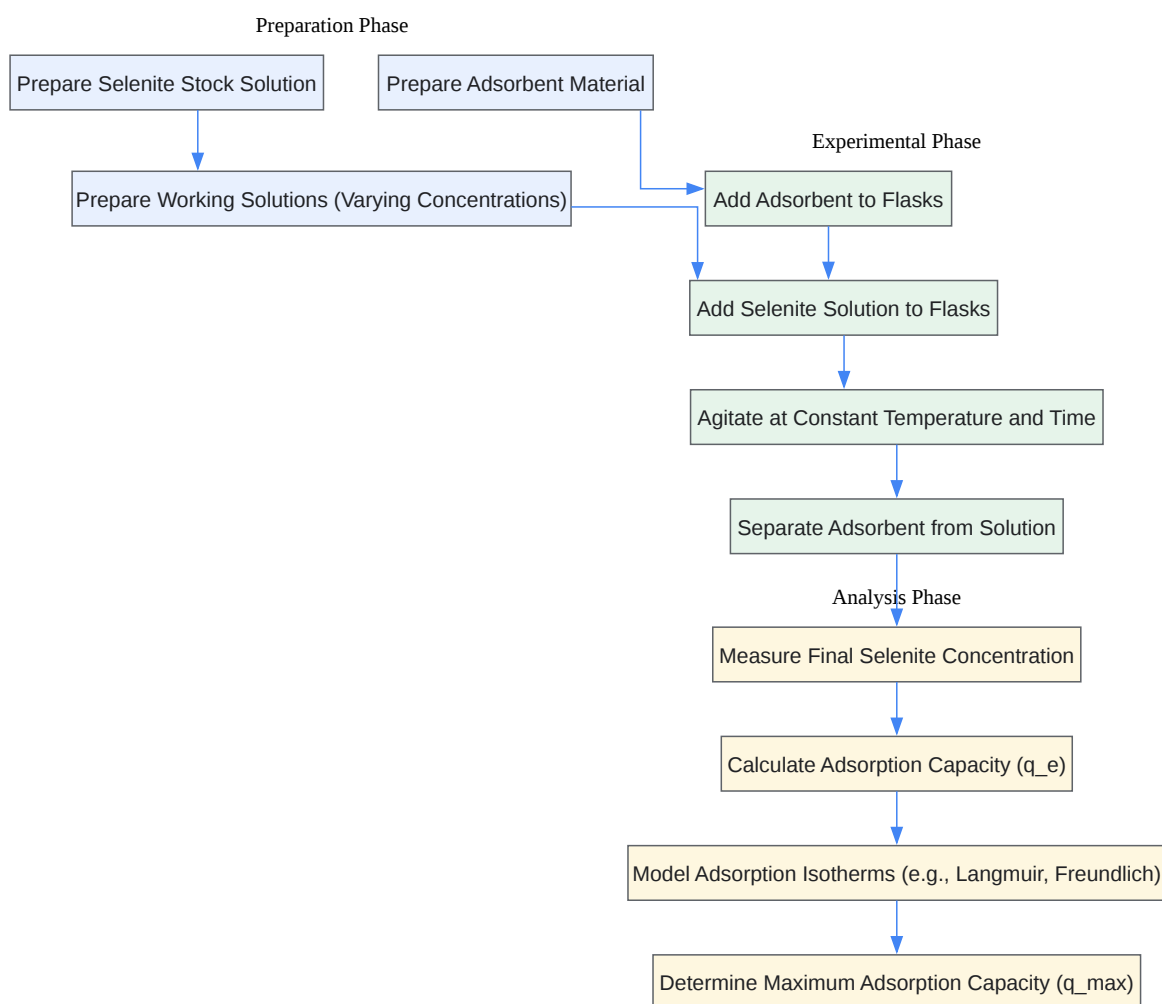 Preparation Phase
Prepare Selenite Stock Solution
Prepare Adsorbent Material
Experimental Phase
Prepare Working Solutions (Varying Concentrations)
Add Adsorbent to Flasks
Add Selenite Solution to Flasks
Agitate at Constant Temperature and Time
Separate Adsorbent from Solution
Analysis Phase
Measure Final Selenite Concentration
Calculate Adsorption Capacity (q_e)
Model Adsorption Isotherms (e.g., Langmuir, Freundlich)
Determine Maximum Adsorption Capacity (q_max)